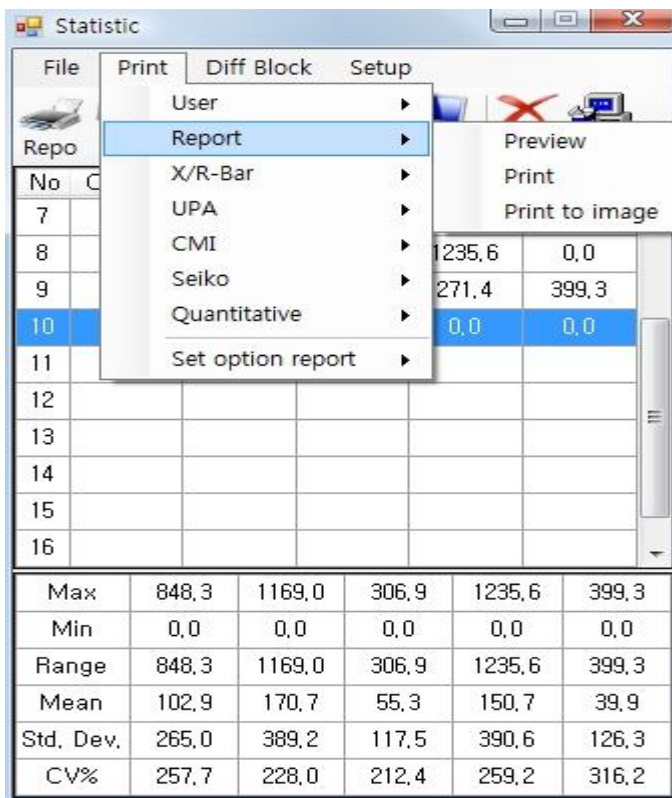 Statistic
File Print Diff Block Setup
User
Repo
Report
Preview
No C
X/R-Bar
Print
7
UPA
Print to image
8
CMI
1235,6 0,0
9
Seiko
271,4 399,3
10
Quantitative
0,0 0,0
11
Set option report
12
13
14
15
16
Max 848,3 1169,0 306,9 1235,6 399,3
Min 0,0 0,0 0,0 0,0 0,0
Range 848,3 1169,0 306,9 1235,6 399,3
Mean 102,9 170,7 55,3 150,7 39,9
Std, Dev, 265,0 389,2 117,5 390,6 126,3
CV% 257,7 228,0 212,4 259,2 316,2